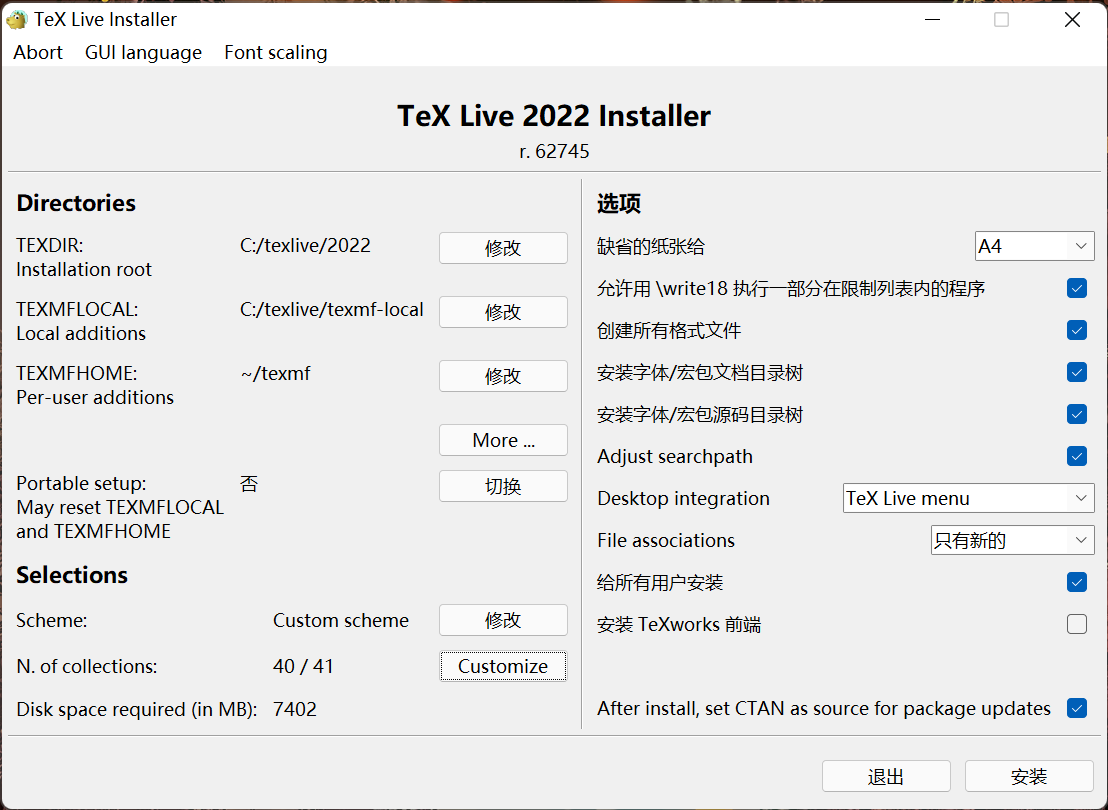 TeX Live Installer
Abort GUI language Font scaling
TeX Live 2022 Installer
r. 62745
Directories
TEXDIR: C:/texlive/2022 修改
Installation root
TEXMFLOCAL: C:/texlive/texmf-local 修改
Local additions
TEXMFHOME: ~/texmf 修改
Per-user additions
More ...
Portable setup: 否 切换
May reset TEXMFLOCAL
and TEXMFHOME
Selections
Scheme: Custom scheme 修改
N. of collections: 40 / 41 Customize
Disk space required (in MB): 7402
选项
缺省的纸张给 A4
允许用 \write18 执行一部分在限制列表内的程序
创建所有格式文件
安装字体/宏包文档目录树
安装字体/宏包源码目录树
Adjust searchpath
Desktop integration TeX Live menu
File associations 只有新的
给所有用户安装
安装 TeXworks 前端
After install, set CTAN as source for package updates
退出 安装